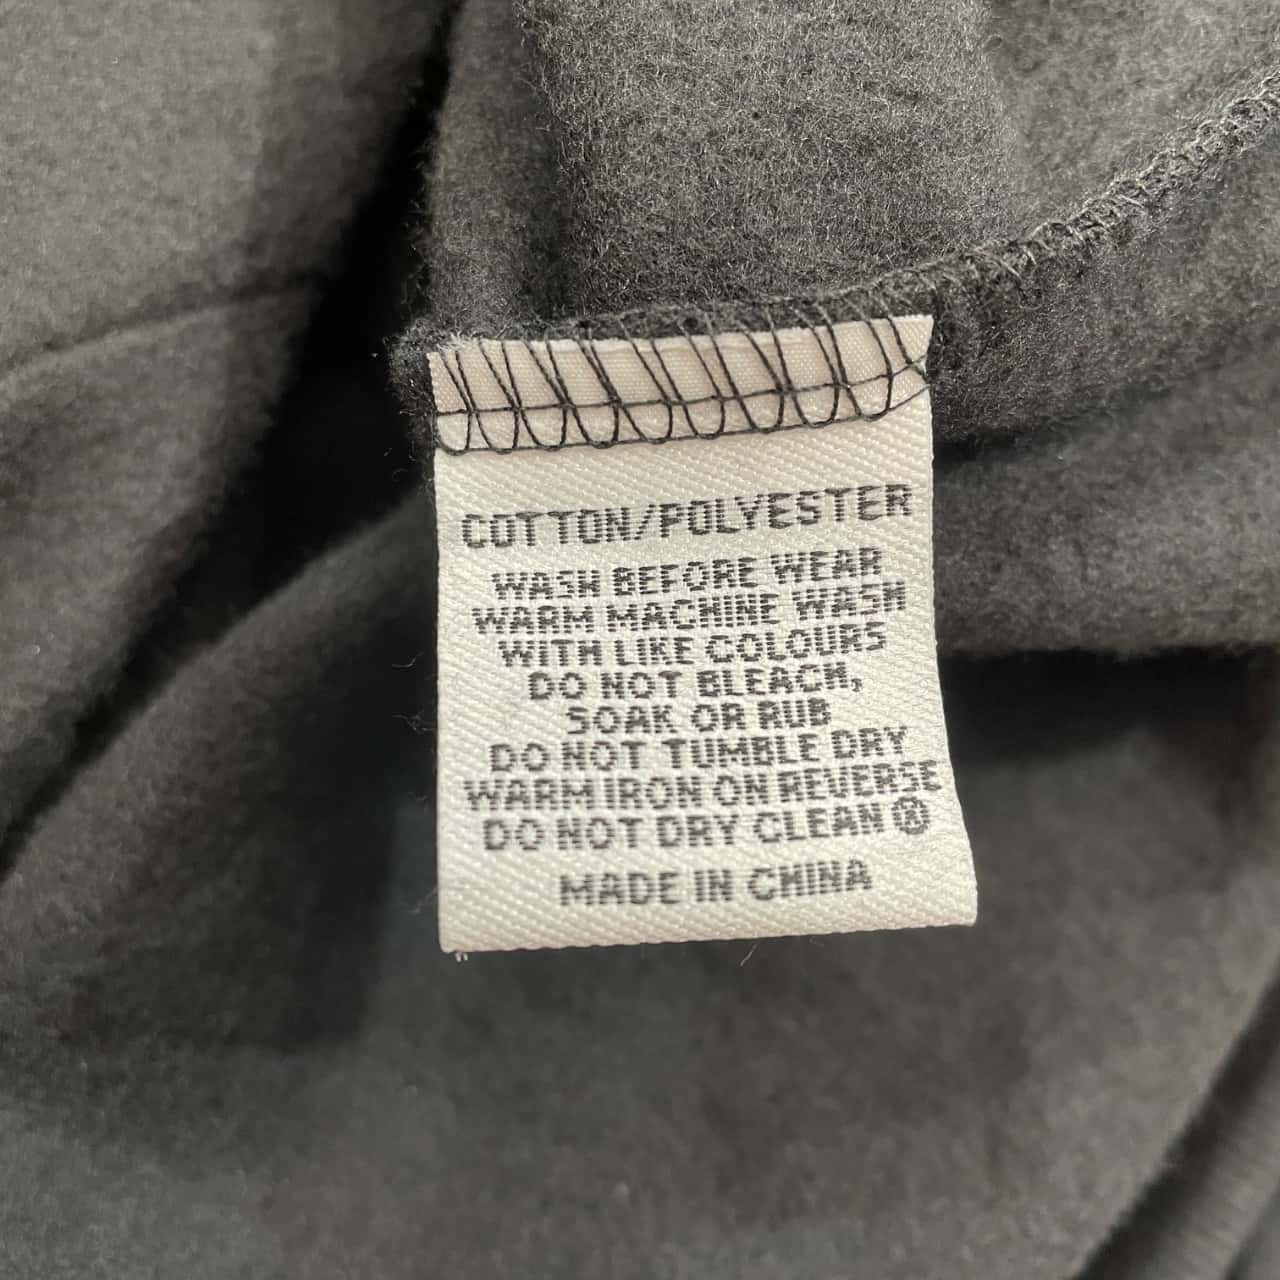 COTTON/POLYESTER
WASH BEFORE WEAR
WARM MACHINE WASH
WITH LIKE COLOURS
DO NOT BLEACH,
SOAK OR RUB
DO NOT TUMBLE DRY
WARM IRON ON REVERSE
DO NOT DRY CLEAN Ⓧ
MADE IN CHINA